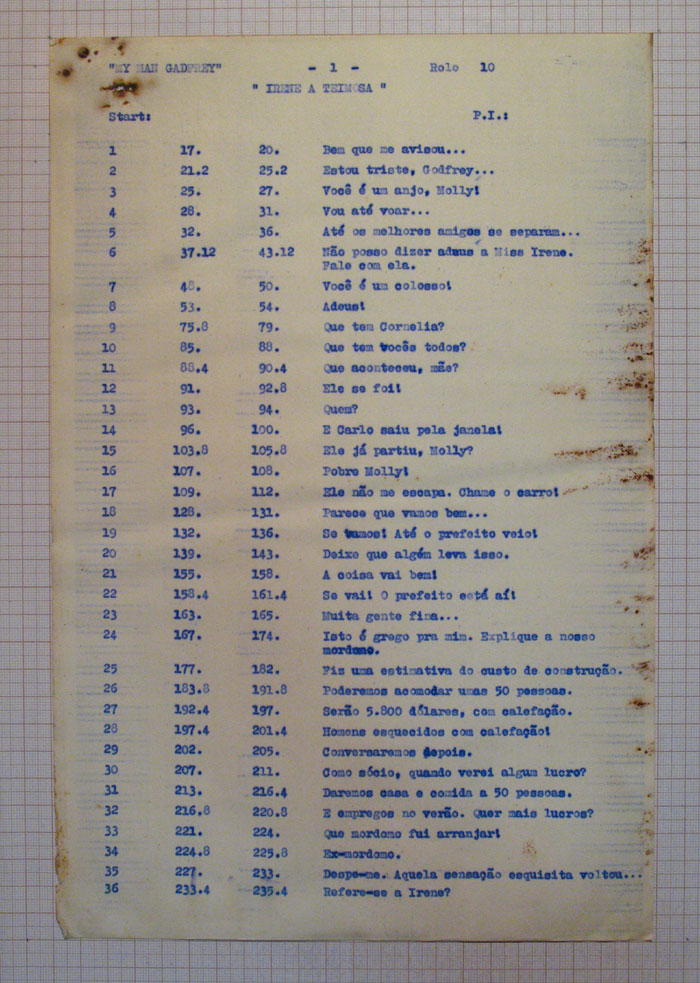 "MY MAN GADFREY" - 1 - Rolo 10
" IRENE A TEIMOSA "
Start: P.I.:
1 17. 20. Bem que me avisou...
2 21.2 25.2 Estou triste, Godfrey...
3 25. 27. Você é um anjo, Molly!
4 28. 31. Vou até voar...
5 32. 36. Até os melhores amigos se separam...
6 37.12 43.12 Não posso dizer adeus a Miss Irene.
Fale com ela.
7 48. 50. Você é um colosso!
8 53. 54. Adeus!
9 75.8 79. Que tem Cornelia?
10 85. 88. Que tem vocês todos?
11 88.4 90.4 Que aconteceu, mãe?
12 91. 92.8 Ele se foi!
13 93. 94. Quem?
14 96. 100. E Carlo saiu pela janela!
15 103.8 105.8 Ele já partiu, Molly?
16 107. 108. Pobre Molly!
17 109. 112. Ele não me escapa. Chame o carro!
18 128. 131. Parece que vamos bem...
19 132. 136. Se vamos! Até o prefeito veio!
20 139. 143. Deixe que algém leva isso.
21 155. 158. A coisa vai bem!
22 158.4 161.4 Se vai! O prefeito está aí!
23 163. 165. Muita gente fina...
24 167. 174. Isto é grego pra mim. Explique a nosso
mordomo.
25 177. 182. Fiz uma estimativa do custo de construção.
26 183.8 191.8 Poderemos acomodar umas 50 pessoas.
27 192.4 197. Serão 5.800 dólares, com calefação.
28 197.4 201.4 Homens esquecidos com calefação!
29 202. 205. Conversaremos depois.
30 207. 211. Como sócio, quando verei algum lucro?
31 213. 216.4 Daremos casa e comida a 50 pessoas.
32 216.8 220.8 E empregos no verão. Quer mais lucros?
33 221. 224. Que mordomo fui arranjar!
34 224.8 225.8 Ex-mordomo.
35 227. 233. Despe-me. Aquela sensação esquisita voltou...
36 233.4 235.4 Refere-se a Irene?